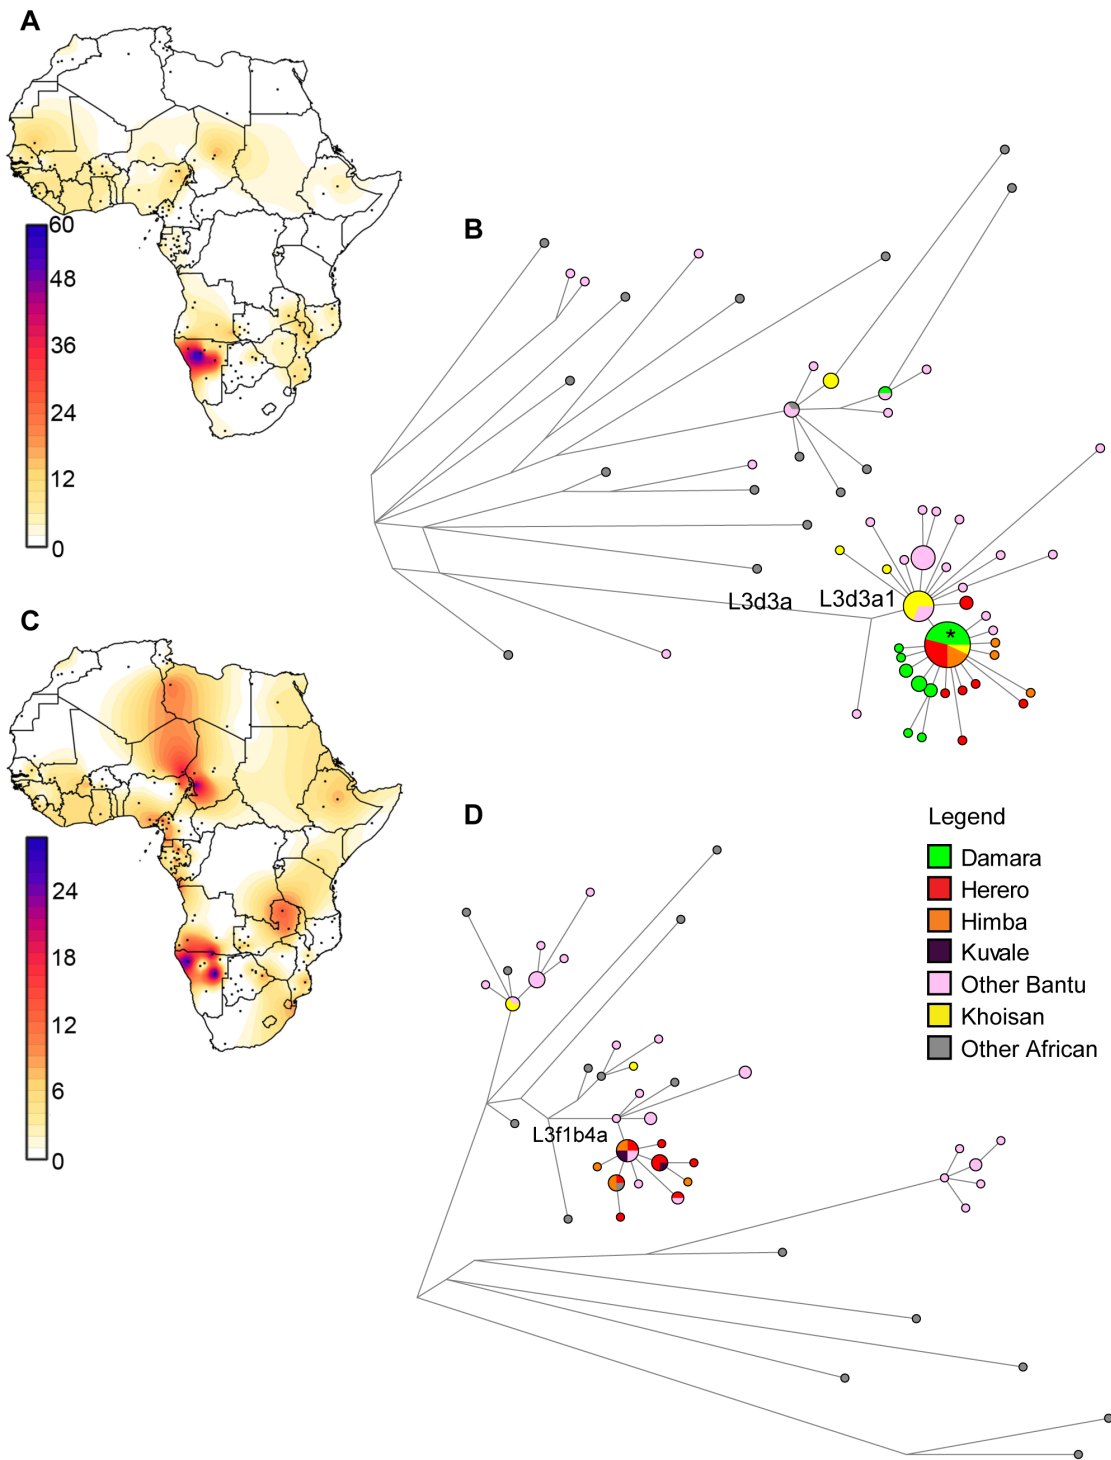 A
60
48
36
24
12
0
B
L3d3a
L3d3a1
*
C
24
18
12
6
0
D
L3f1b4a
Legend
Damara
Herero
Himba
Kuvale
Other Bantu
Khoisan
Other African